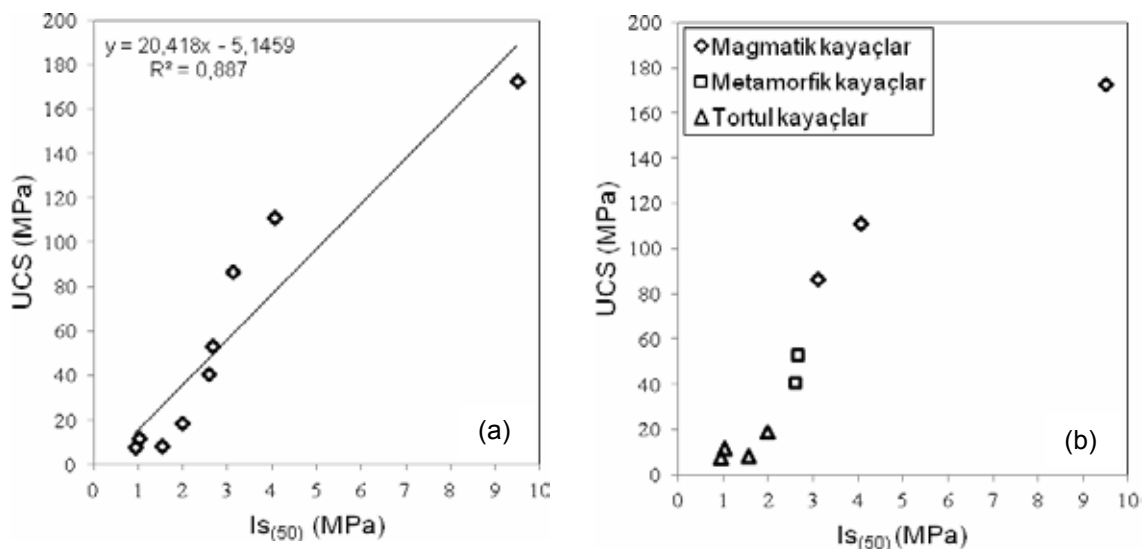 y = 20,418x - 5,1459
R² = 0,887
200
180
160
140
120
100
80
60
40
20
0
UCS (MPa)
0 1 2 3 4 5 6 7 8 9 10
Is(50) (MPa)
(a)
Magmatik kayaçlar
Metamorfik kayaçlar
Tortul kayaçlar
200
180
160
140
120
100
80
60
40
20
0
UCS (MPa)
0 1 2 3 4 5 6 7 8 9 10
Is(50) (MPa)
(b)